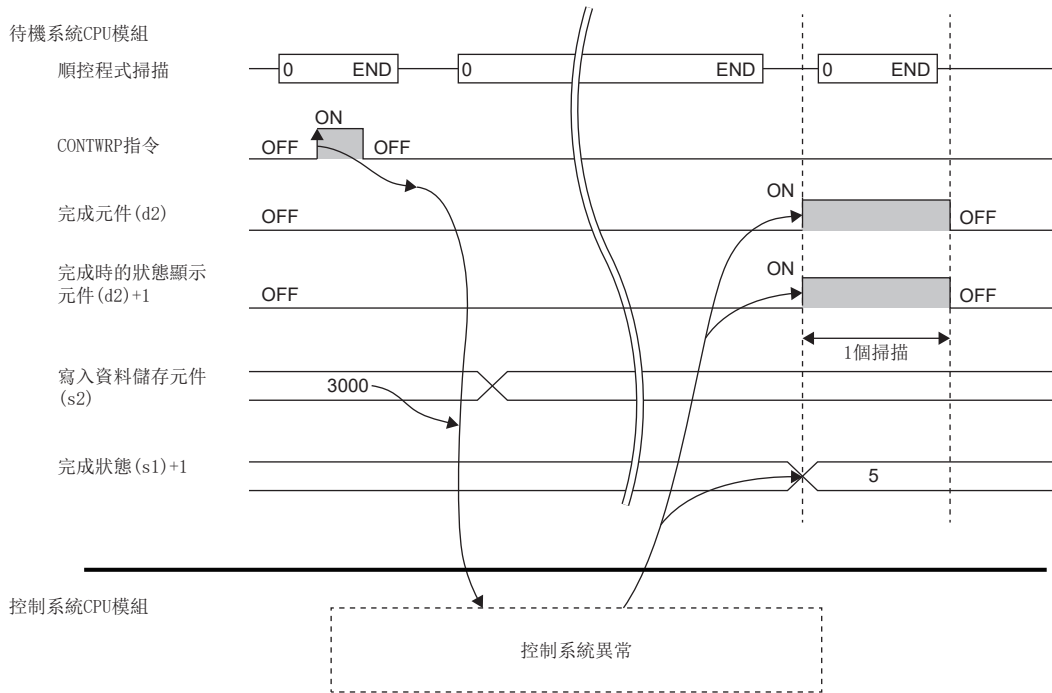 待機系統CPU模組
順控程式掃描
0 END 0 END 0 END
ON
CONTWRP指令
OFF OFF
ON
完成元件(d2)
OFF OFF
完成時的狀態顯示
元件(d2)+1
ON
OFF OFF
1個掃描
寫入資料儲存元件
(s2)
3000
完成狀態(s1)+1
5
控制系統CPU模組
控制系統異常